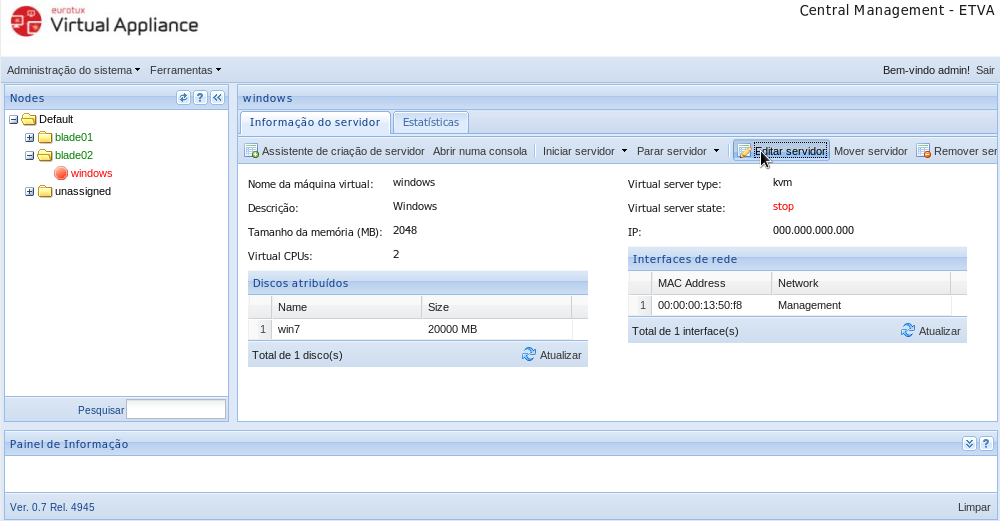 eurotux
Virtual Appliance
Central Management - ETVA
Administração do sistema Ferramentas Bem-vindo admin! Sair
Nodes
Default
blade01
blade02
windows
unassigned
Pesquisar
windows
Informação do servidor Estatísticas
Assistente de criação de servidor Abrir numa consola Iniciar servidor Parar servidor Editar servidor Mover servidor Remover ser
Nome da máquina virtual: windows
Descrição: Windows
Tamanho da memória (MB): 2048
Virtual CPUs: 2
Discos atribuídos
Name Size
1 win7 20000 MB
Total de 1 disco(s) Atualizar
Virtual server type: kvm
Virtual server state: stop
IP: 000.000.000.000
Interfaces de rede
MAC Address Network
1 00:00:00:13:50:f8 Management
Total de 1 interface(s) Atualizar
Painel de Informação
Ver. 0.7 Rel. 4945 Limpar